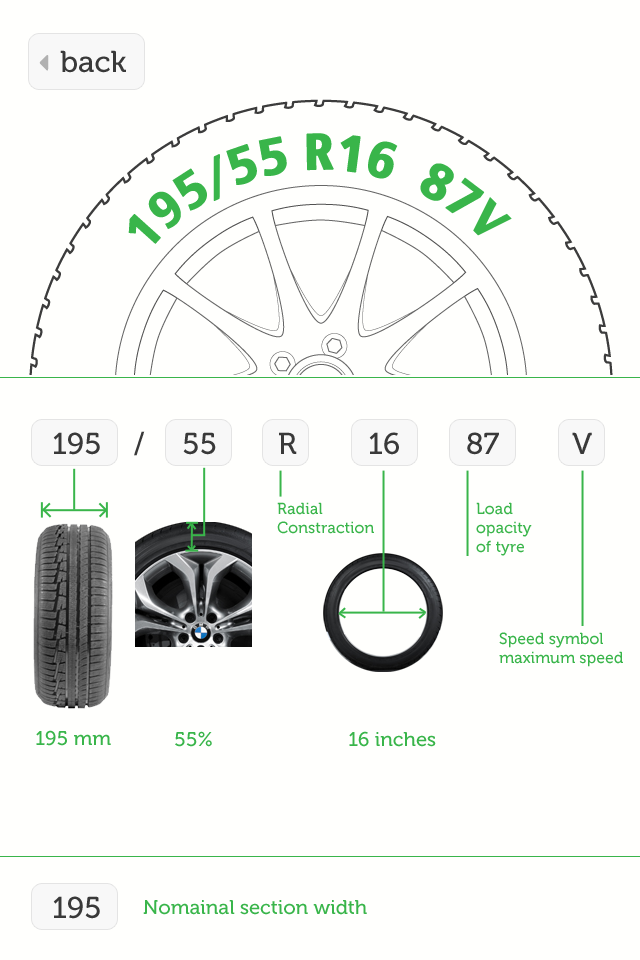 back
195/55 R16 87V
195 / 55 R 16 87 V
Radial
Constraction
Load
opacity
of tyre
BMW
Speed symbol
maximum speed
195 mm
55%
16 inches
195 Nomainal section width